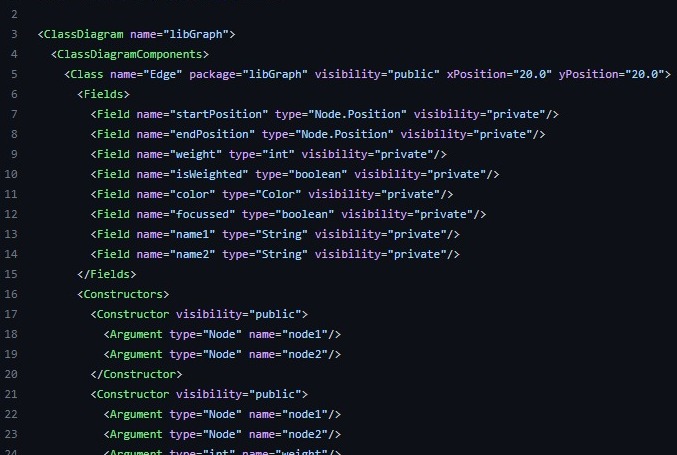 2
3 <ClassDiagram name="libGraph">
4 <ClassDiagramComponents>
5 <Class name="Edge" package="libGraph" visibility="public" xPosition="20.0" yPosition="20.0">
6 <Fields>
7 <Field name="startPosition" type="Node.Position" visibility="private"/>
8 <Field name="endPosition" type="Node.Position" visibility="private"/>
9 <Field name="weight" type="int" visibility="private"/>
10 <Field name="isWeighted" type="boolean" visibility="private"/>
11 <Field name="color" type="Color" visibility="private"/>
12 <Field name="focussed" type="boolean" visibility="private"/>
13 <Field name="name1" type="String" visibility="private"/>
14 <Field name="name2" type="String" visibility="private"/>
15 </Fields>
16 <Constructors>
17 <Constructor visibility="public">
18 <Argument type="Node" name="node1"/>
19 <Argument type="Node" name="node2"/>
20 </Constructor>
21 <Constructor visibility="public">
22 <Argument type="Node" name="node1"/>
23 <Argument type="Node" name="node2"/>
24 <Argument type="int" name="weight"/>